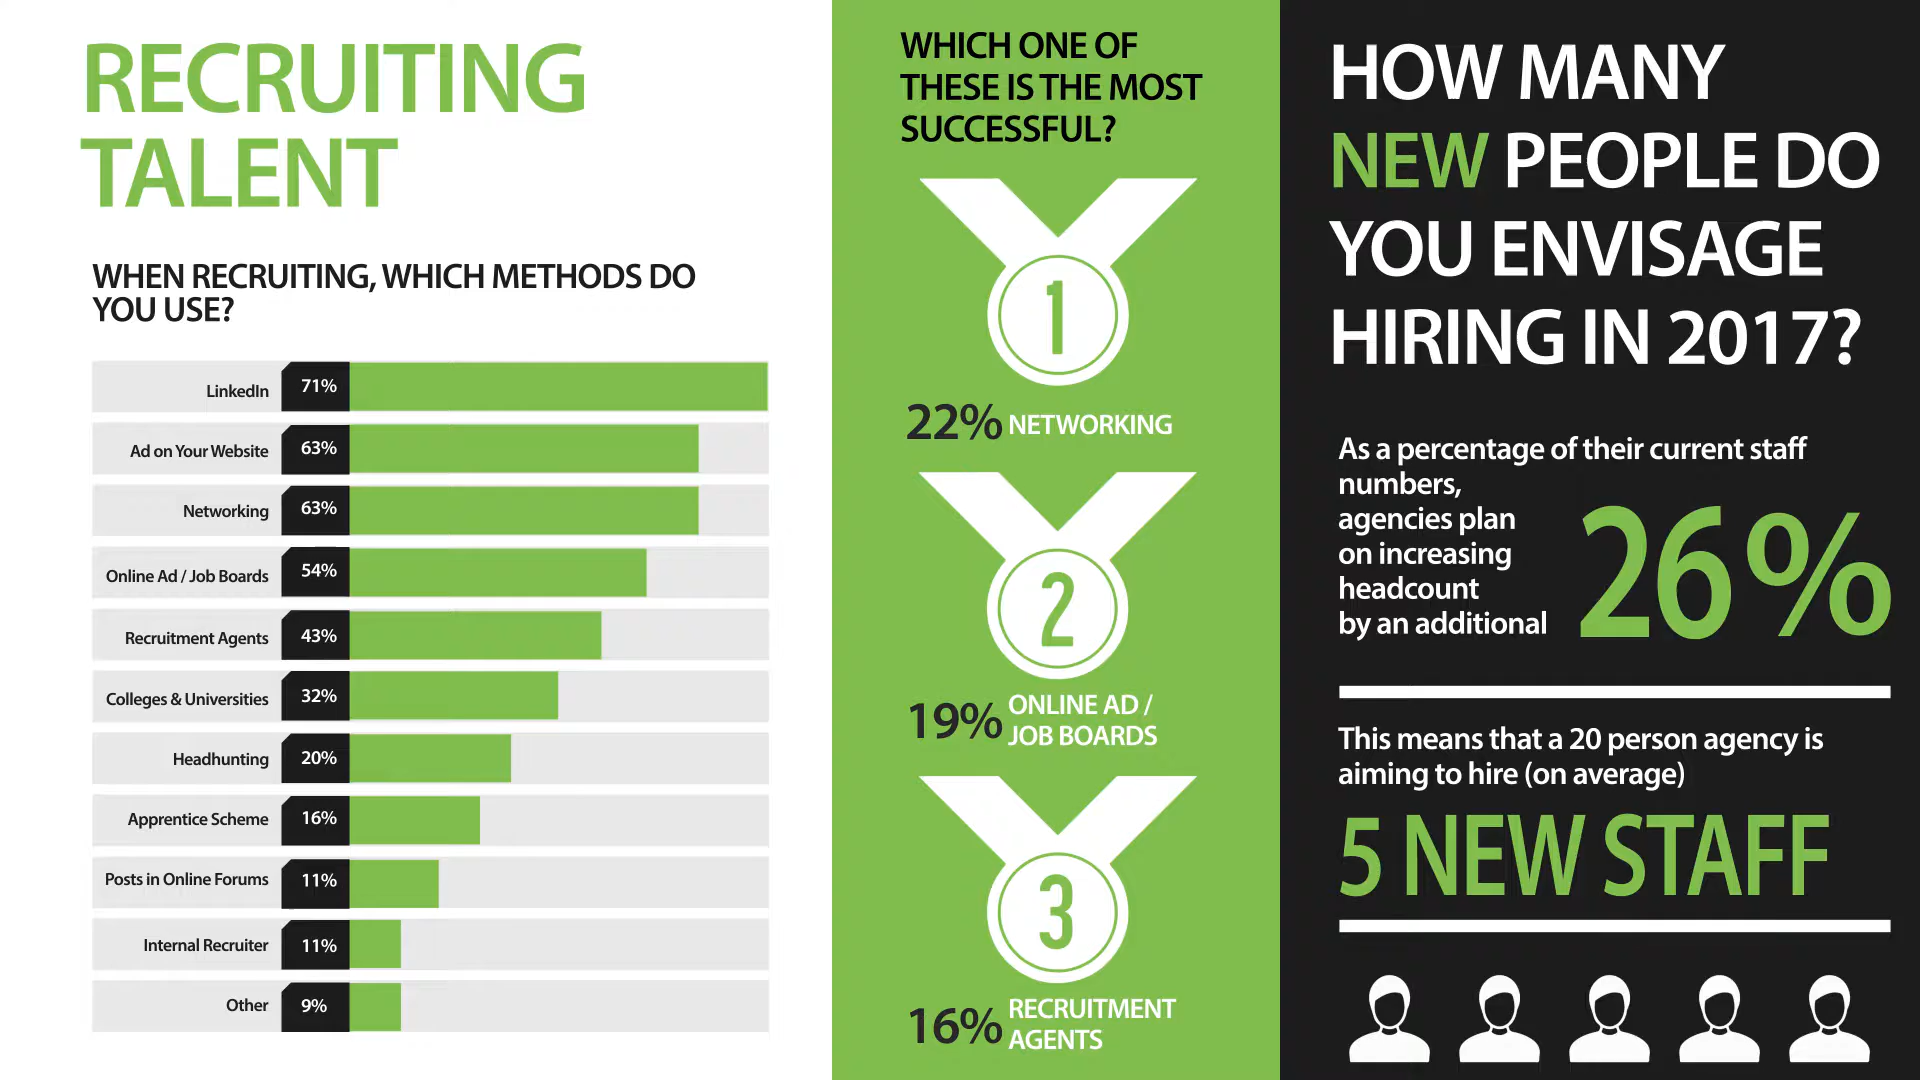 RECRUITING
TALENT
WHEN RECRUITING, WHICH METHODS DO
YOU USE?
LinkedIn 71%
Ad on Your Website 63%
Networking 63%
Online Ad / Job Boards 54%
Recruitment Agents 43%
Colleges & Universities 32%
Headhunting 20%
Apprentice Scheme 16%
Posts in Online Forums 11%
Internal Recruiter 11%
Other 9%
WHICH ONE OF
THESE IS THE MOST
SUCCESSFUL?
1
22% NETWORKING
2
19% ONLINE AD /
JOB BOARDS
3
16% RECRUITMENT
AGENTS
HOW MANY
NEW PEOPLE DO
YOU ENVISAGE
HIRING IN 2017?
As a percentage of their current staff
numbers,
agencies plan
on increasing
headcount
by an additional
26%
This means that a 20 person agency is
aiming to hire (on average)
5 NEW STAFF